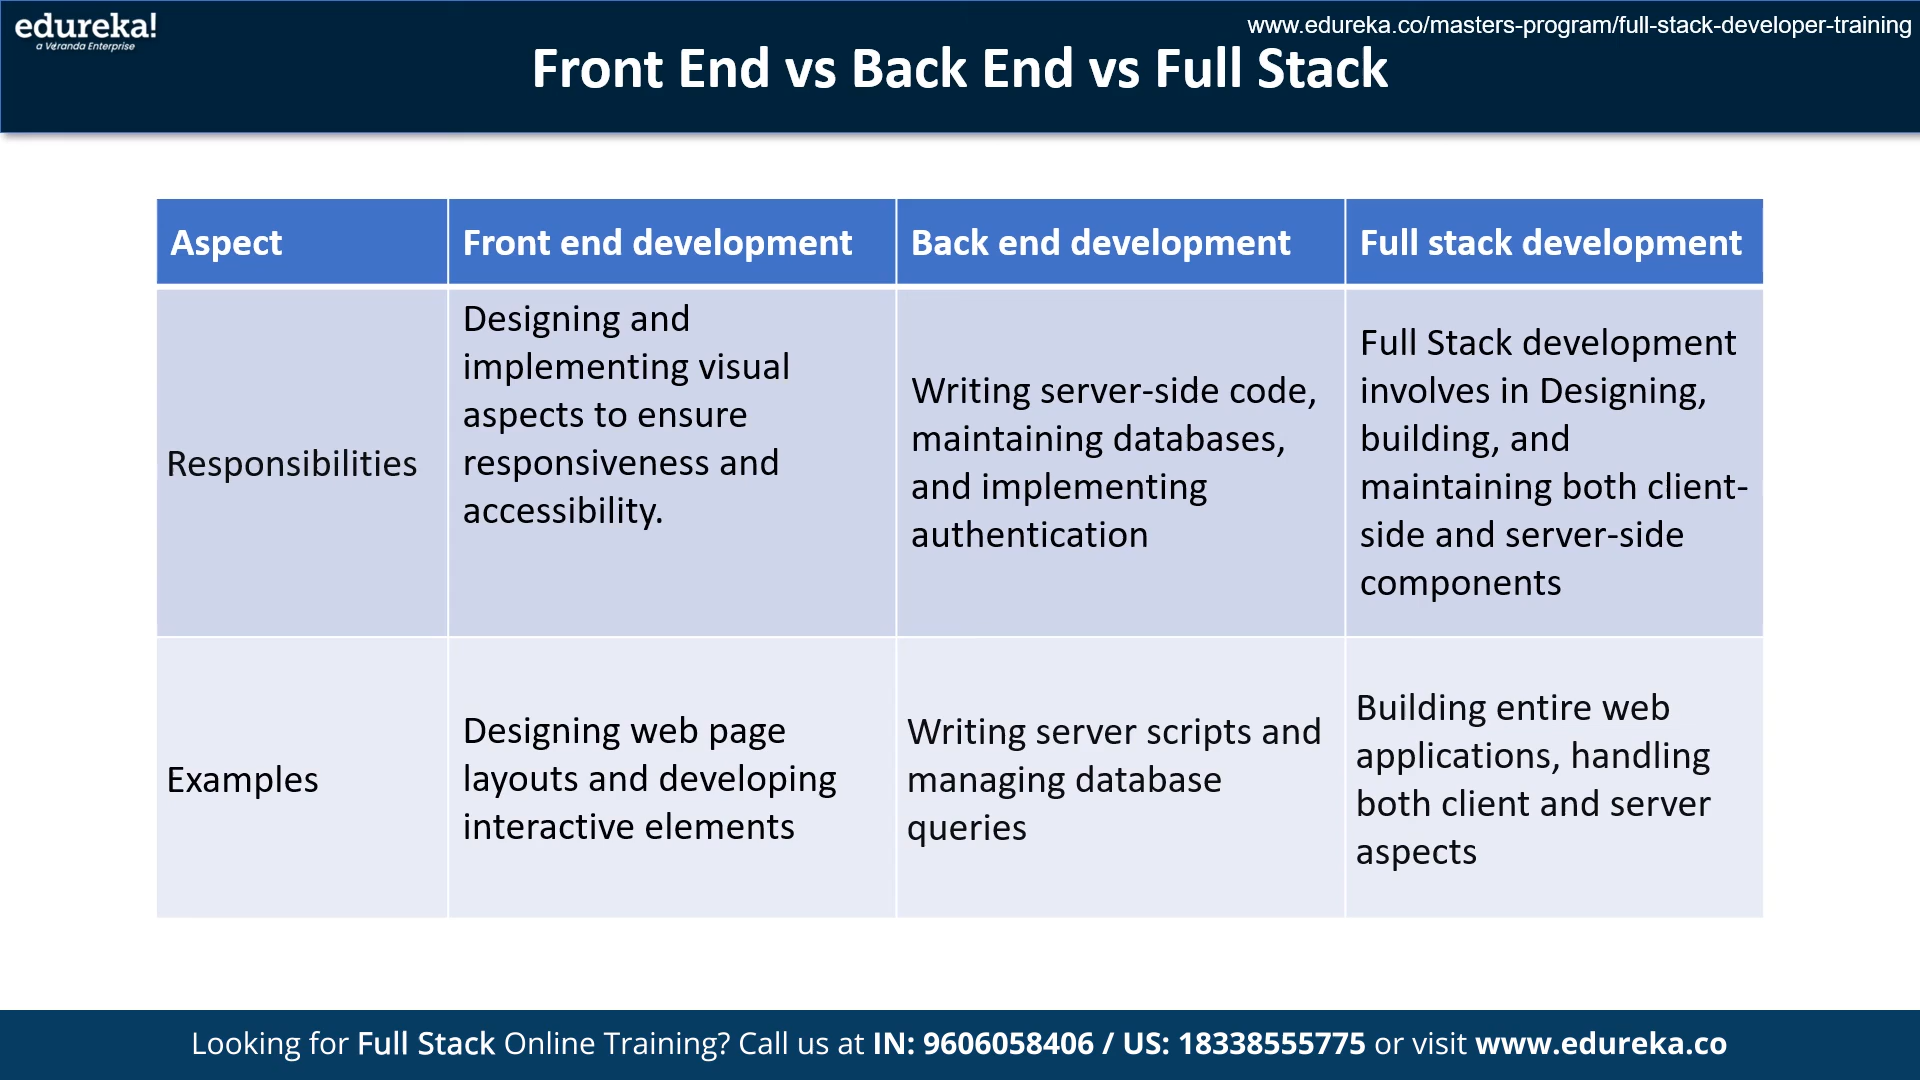 edureka!
a Veranda Enterprise
www.edureka.co/masters-program/full-stack-developer-training
Front End vs Back End vs Full Stack
Aspect
Front end development
Back end development
Full stack development
Responsibilities
Designing and
implementing visual
aspects to ensure
responsiveness and
accessibility.
Writing server-side code,
maintaining databases,
and implementing
authentication
Full Stack development
involves in Designing,
building, and
maintaining both client-
side and server-side
components
Examples
Designing web page
layouts and developing
interactive elements
Writing server scripts and
managing database
queries
Building entire web
applications, handling
both client and server
aspects
Looking for Full Stack Online Training? Call us at IN: 9606058406 / US: 18338555775 or visit www.edureka.co